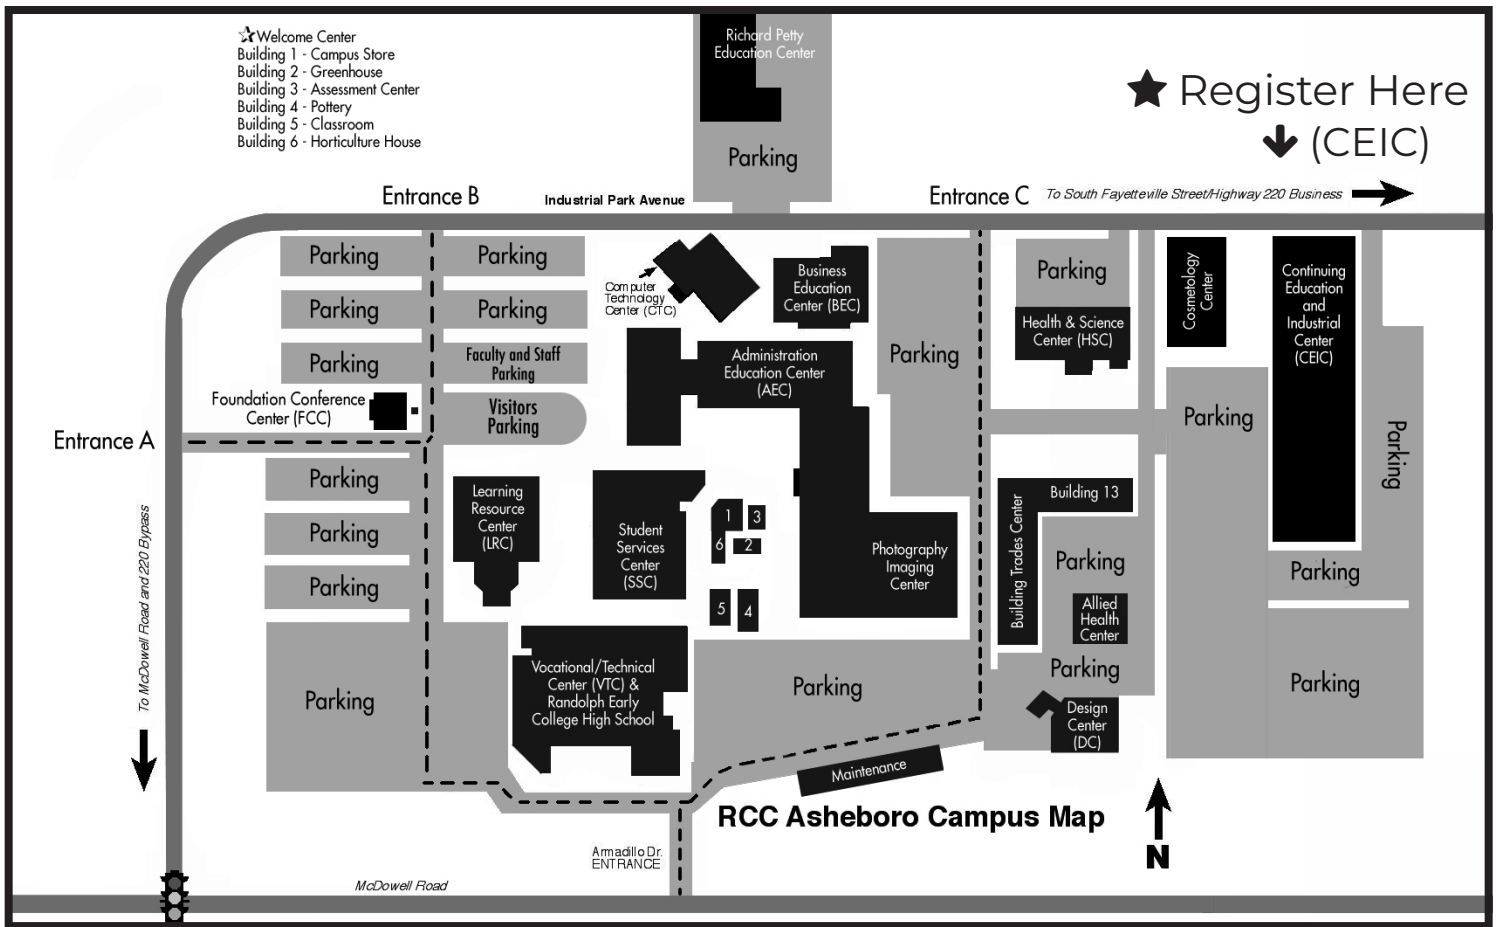 Welcome Center
Building 1 - Campus Store
Building 2 - Greenhouse
Building 3 - Assessment Center
Building 4 - Pottery
Building 5 - Classroom
Building 6 - Horticulture House
Richard Petty
Education Center
Parking
Register Here
(CEIC)
Entrance B
Industrial Park Avenue
Entrance C
To South Fayetteville Street/Highway 220 Business
Parking
Parking
Parking
Parking
Parking
Faculty and Staff
Parking
Visitors
Parking
Foundation Conference
Center (FCC)
Entrance A
Computer
Technology
Center (CTC)
Business
Education
Center (BEC)
Administration
Education Center
(AEC)
Parking
Parking
Health & Science
Center (HSC)
Cosmetology
Center
Continuing
Education
and
Industrial
Center
(CEIC)
Parking
Parking
Parking
Parking
Parking
Parking
To McDowell Road and 220 Bypass
Learning
Resource
Center
(LRC)
Student
Services
Center
(SSC)
1
3
6
2
5
4
Photography
Imaging
Center
Building 13
Building Trades Center
Parking
Allied
Health
Center
Parking
Design
Center
(DC)
Parking
Parking
Vocational/Technical
Center (VTC) &
Randolph Early
College High School
Parking
Maintenance
RCC Asheboro Campus Map
N
Armadillo Dr.
ENTRANCE
McDowell Road